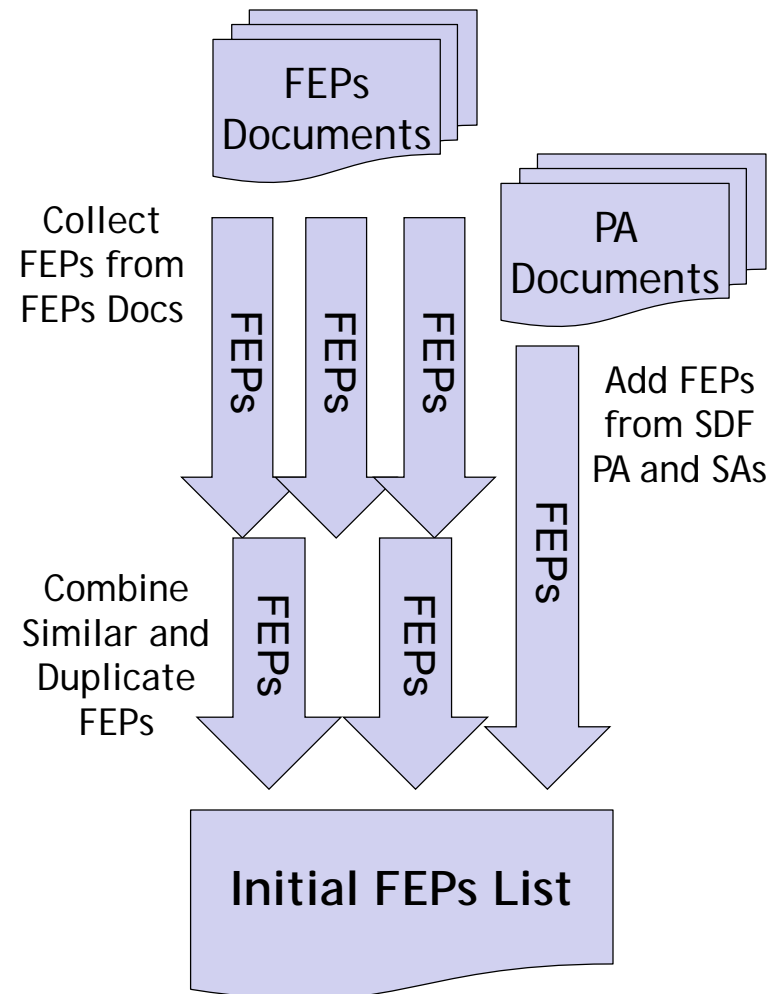 FEPs
Documents
PA
Documents
Collect
FEPs from
FEPs Docs
FEPs
FEPs
FEPs
Add FEPs
from SDF
PA and SAs
FEPs
Combine
Similar and
Duplicate
FEPs
FEPs
FEPs
Initial FEPs List